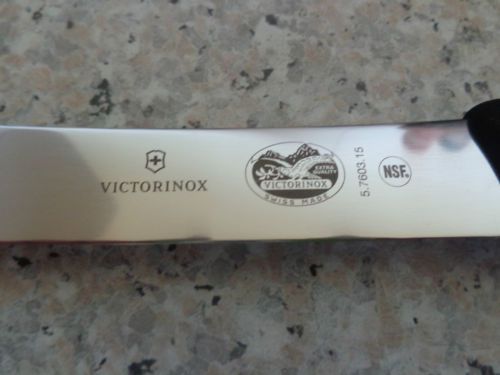 VICTORINOX
EXTRA
QUALITY
VICTORINOX
SWISS MADE
5.7603.15
NSF®